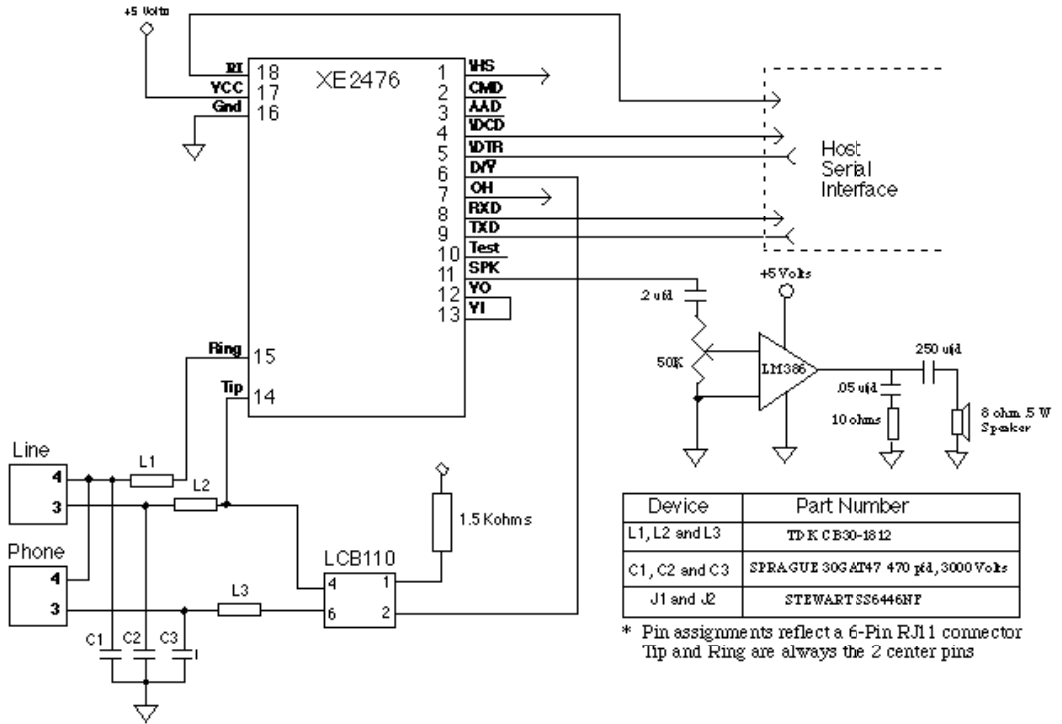 +5 Volts
XE2476
RI 18
VCC 17
Gnd 16
Ring 15
Tip 14
1 \HS
2 CMD
3 AAD
4 \DCD
5 \DTR
6 D/V
7 OH
8 RXD
9 TXD
10 Test
11 SPK
12 YO
13 YI
Host
Serial
Interface
+5 Volts
.2 ufd
50K
LM386
250 ufd
.05 ufd
10 ohms
8 ohm .5 W
Speaker
Line
4
3
L1
L2
Phone
4
3
L3
C1
C2
C3
LCB110
4
6
1
2
1.5 Kohms
Device Part Number
L1, L2 and L3 TDK CB30-1812
C1, C2 and C3 SPRAGUE 30GAT47 470 pfd, 3000 Volts
J1 and J2 STEWART SS6446NF
* Pin assignments reflect a 6-Pin RJ11 connector
Tip and Ring are always the 2 center pins